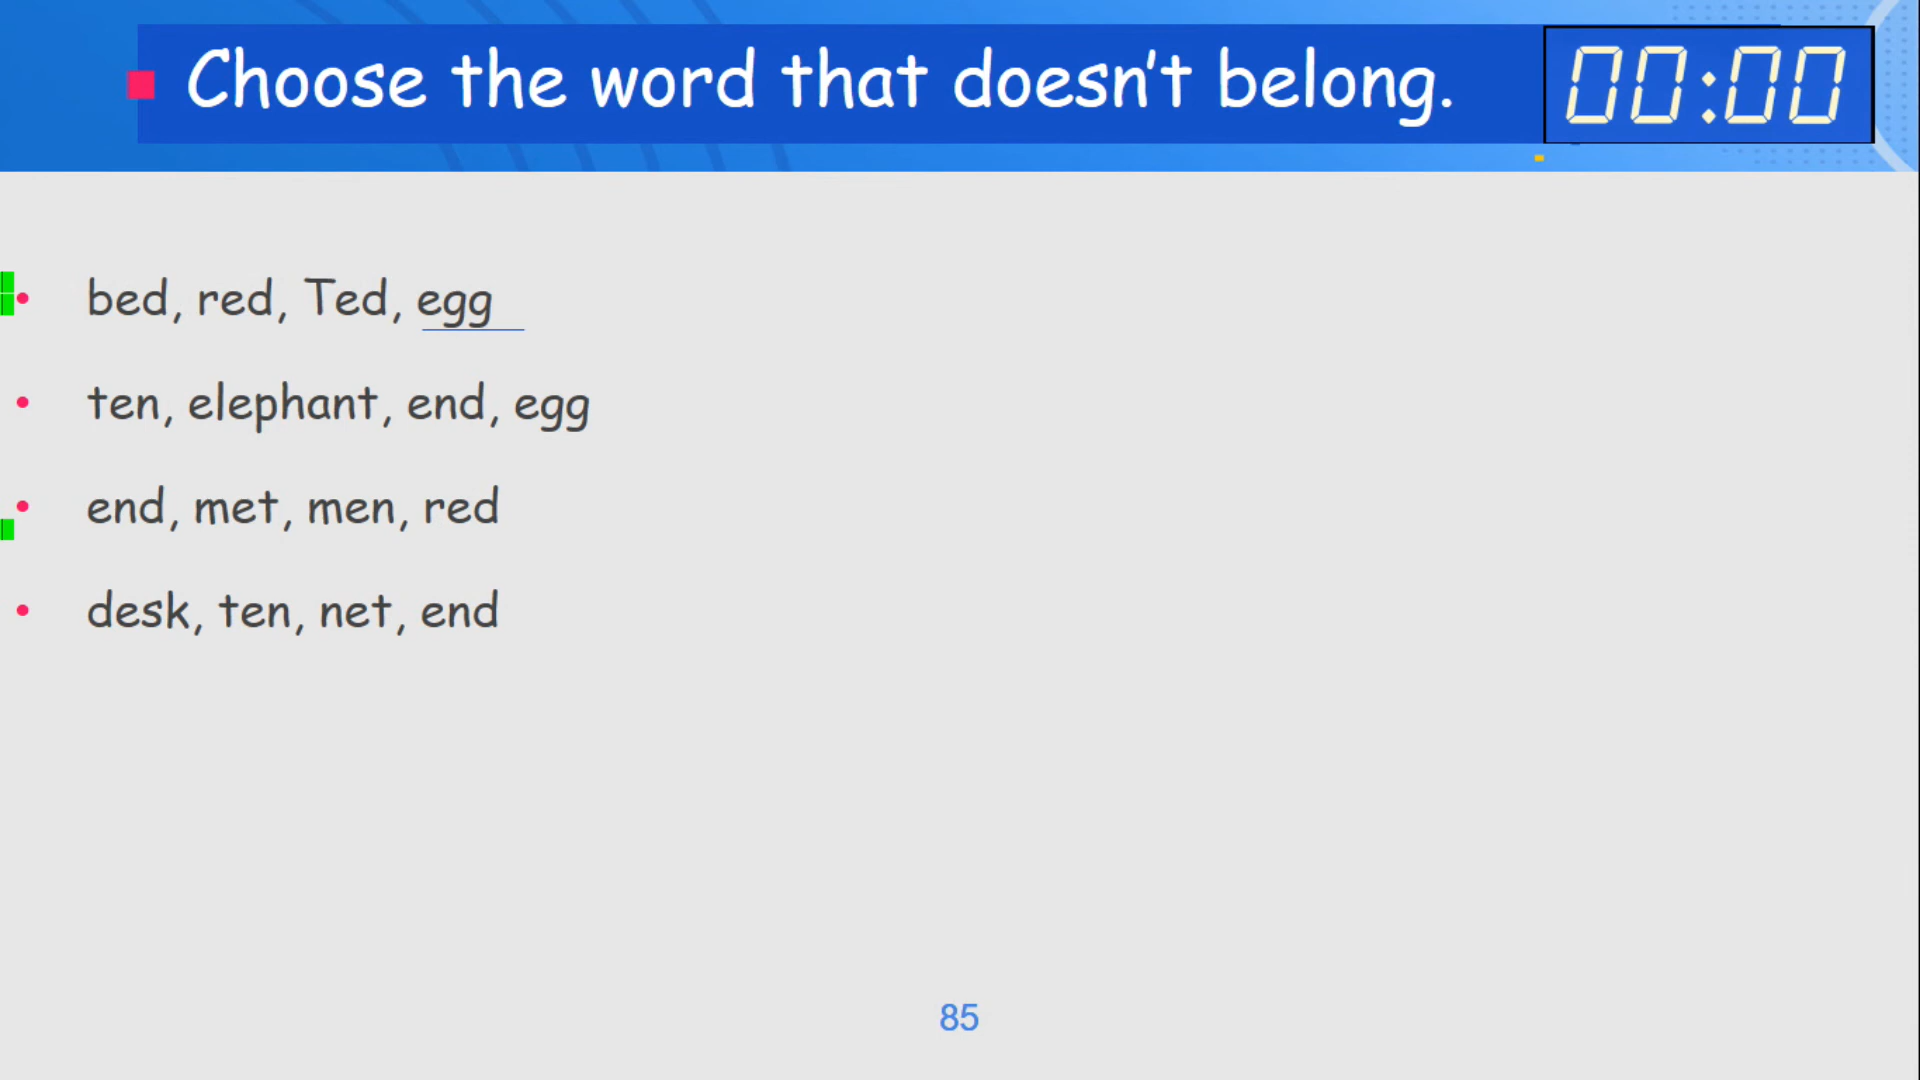 Choose the word that doesn't belong.
00:00
bed, red, Ted, egg
ten, elephant, end, egg
end, met, men, red
desk, ten, net, end
85